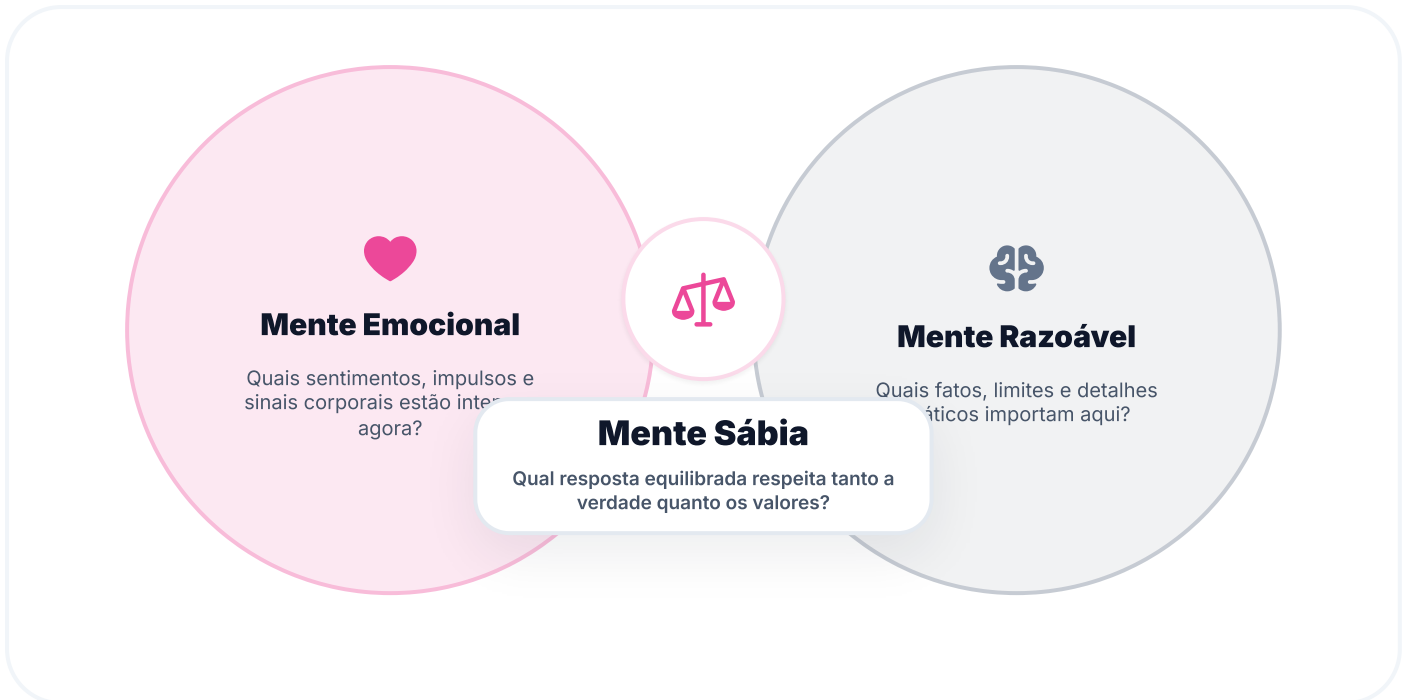 Mente Emocional
Quais sentimentos, impulsos e
sinais corporais estão
agora?
Mente Razoável
Quais fatos, limites e detalhes
importam aqui?
Mente Sábia
Qual resposta equilibrada respeita tanto a
verdade quanto os valores?